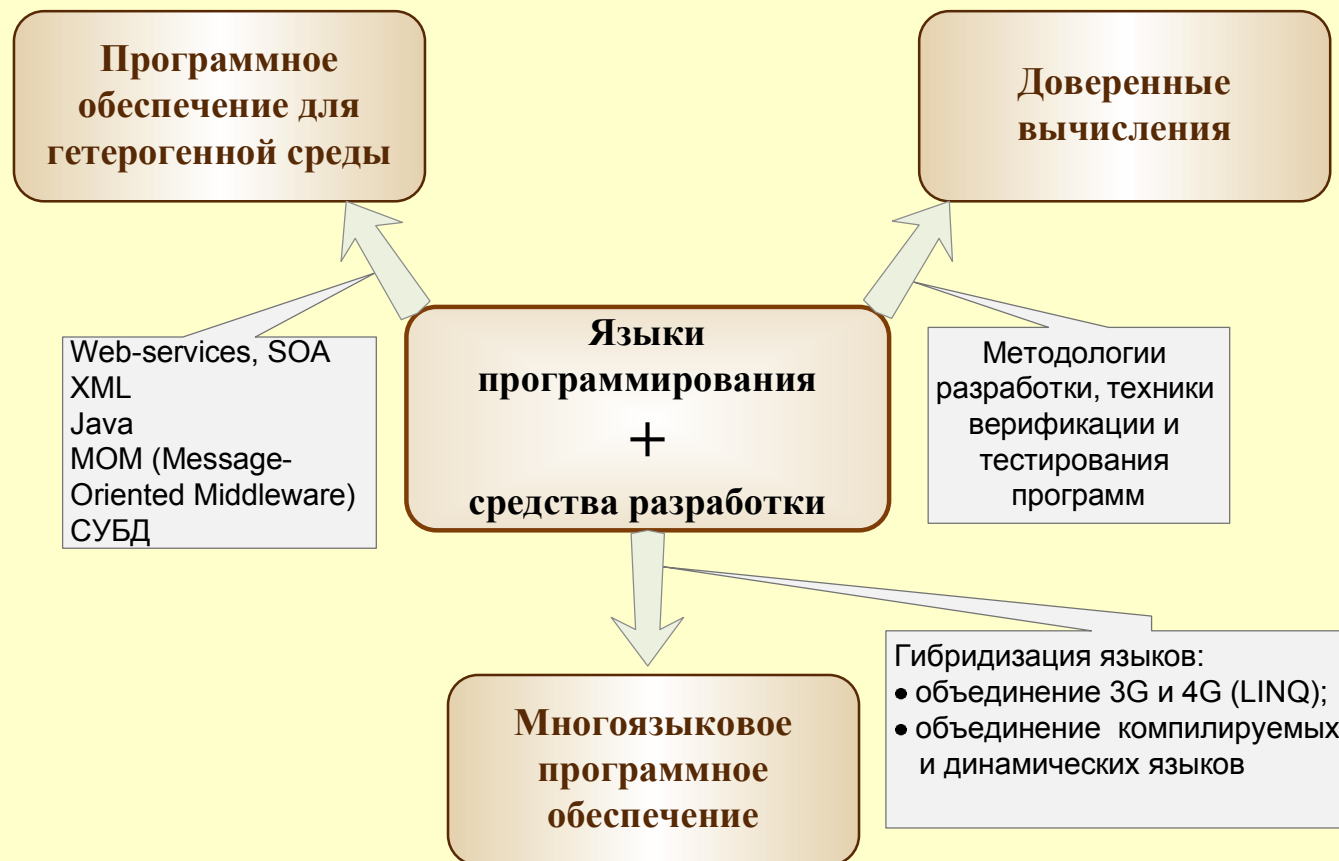 Программное
обеспечение для
гетерогенной среды
Доверенные
вычисления
Языки
программирования
+
средства разработки
Web-services, SOA
XML
Java
MOM (Message-
Oriented Middleware)
СУБД
Методологии
разработки, техники
верификации и
тестирования
программ
Гибридизация языков:
• объединение 3G и 4G (LINQ);
• объединение компилируемых
и динамических языков
Многоязыковое
программное
обеспечение